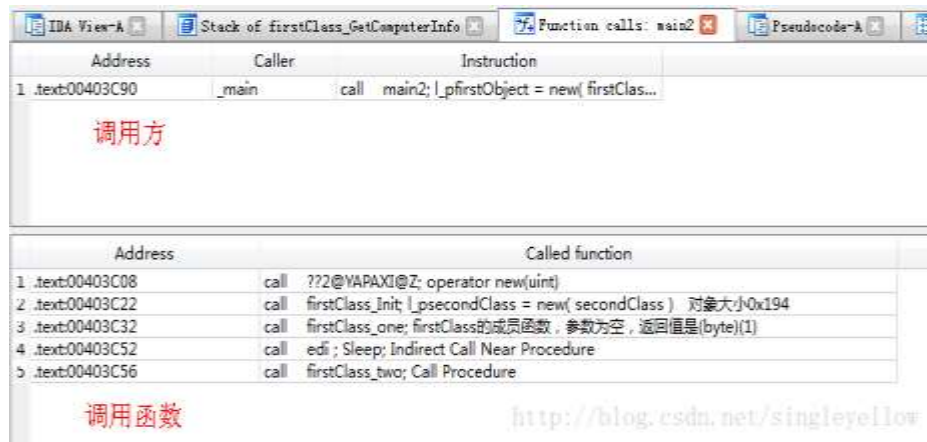 IDA View-A Stack of firstClass_GetComputerInfo Function calls: main2 Pseudocode-A
Address Caller Instruction
1 .text:00403C90 _main call main2; l_pfirstObject = new( firstClas...
调用方
Address Called function
1 .text:00403C08 call ??2@YAPAXI@Z; operator new(uint)
2 .text:00403C22 call firstClass_Init; l_psecondClass = new( secondClass ) 对象大小0x194
3 .text:00403C32 call firstClass_one; firstClass的成员函数，参数为空，返回值是(byte)(1)
4 .text:00403C52 call edi ; Sleep; Indirect Call Near Procedure
5 .text:00403C56 call firstClass_two; Call Procedure
调用函数
http://blog.csdn.net/singleyellow